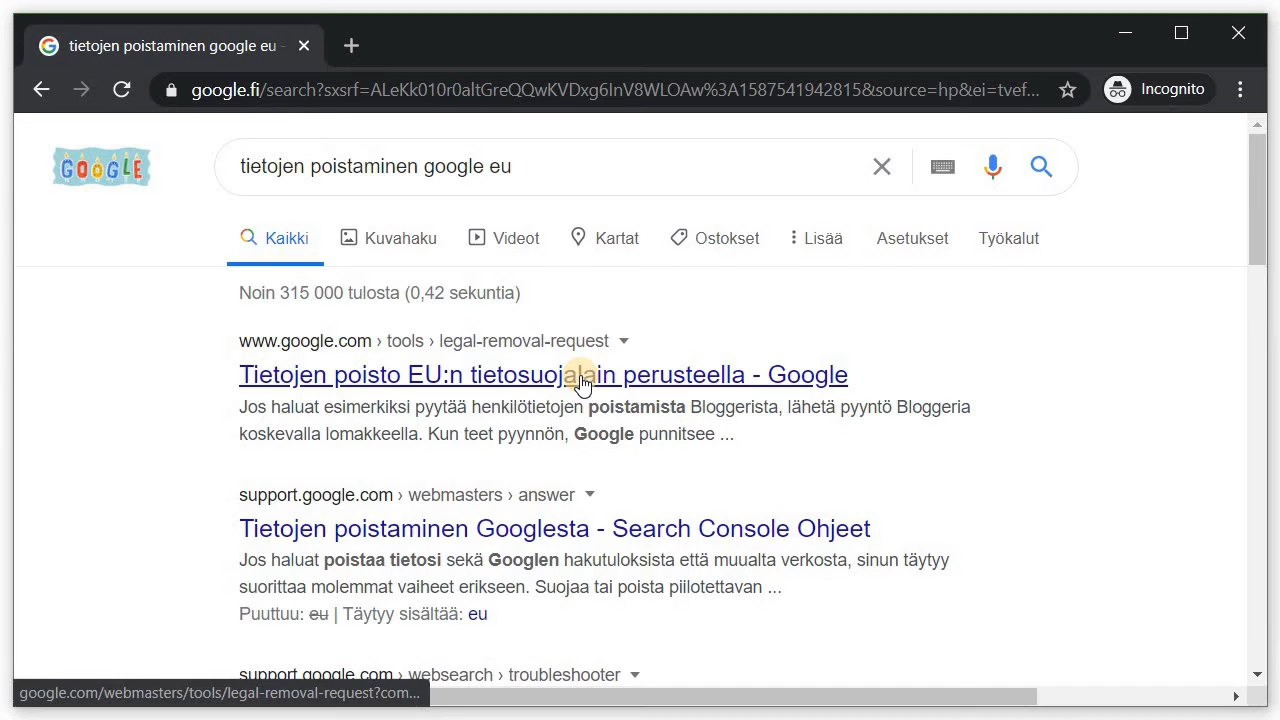 tietojen poistaminen google eu -
google.fi/search?sxsrf=ALeKk010r0altGreQQwKVDxg6InV8WLOAw%3A1587541942815&source=hp&ei=tvef...
Incognito
GOOGLE
tietojen poistaminen google eu
Kaikki Kuvahaku Videot Kartat Ostokset Lisää Asetukset Työkalut
Noin 315 000 tulosta (0,42 sekuntia)
www.google.com › tools › legal-removal-request
Tietojen poisto EU:n tietosuojalain perusteella - Google
Jos haluat esimerkiksi pyytää henkilötietojen poistamista Bloggerista, lähetä pyyntö Bloggeria
koskevalla lomakkeella. Kun teet pyynnön, Google punnitsee ...
support.google.com › webmasters › answer
Tietojen poistaminen Googlesta - Search Console Ohjeet
Jos haluat poistaa tietosi sekä Googlen hakutuloksista että muualta verkosta, sinun täytyy
suorittaa molemmat vaiheet erikseen. Suojaa tai poista piilotettavan ...
Puuttuu: eu | Täytyy sisältää: eu
support.google.com › websearch › troubleshooter
google.com/webmasters/tools/legal-removal-request?com...